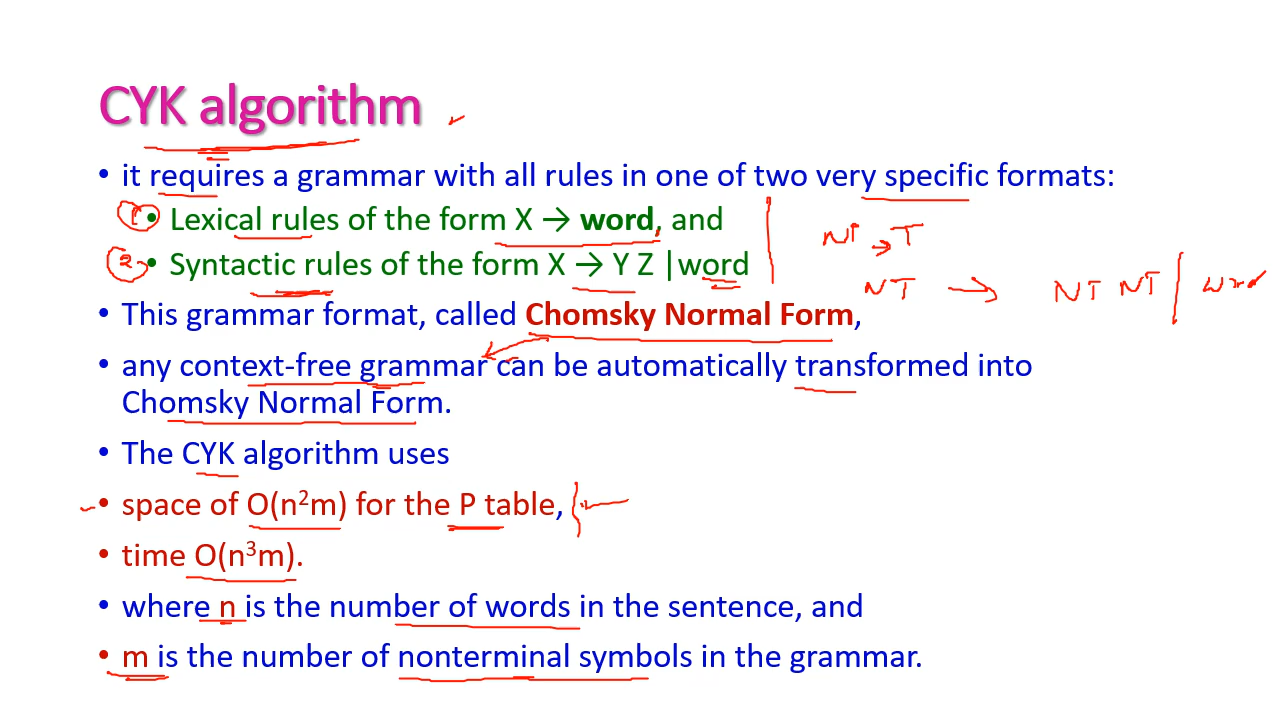 CYK algorithm
• it requires a grammar with all rules in one of two very specific formats:
1 • Lexical rules of the form X → word, and
NT → T
2 • Syntactic rules of the form X → Y Z |word
NT → NT NT | word
• This grammar format, called Chomsky Normal Form,
• any context-free grammar can be automatically transformed into
Chomsky Normal Form.
• The CYK algorithm uses
• space of O(n²m) for the P table,
• time O(n³m).
• where n is the number of words in the sentence, and
• m is the number of nonterminal symbols in the grammar.